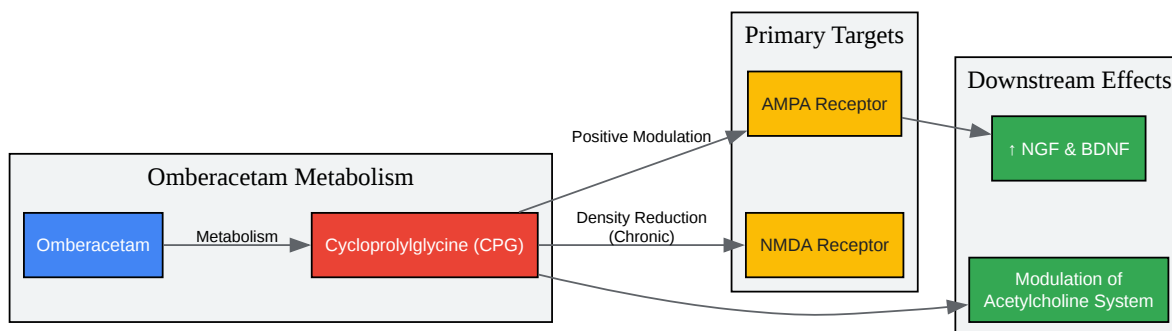 Primary Targets
Downstream Effects
AMPA Receptor
Positive Modulation
↑ NGF & BDNF
Omberacetam Metabolism
Omberacetam
Metabolism
Cycloprolylglycine (CPG)
Density Reduction
(Chronic)
NMDA Receptor
Modulation of
Acetylcholine System